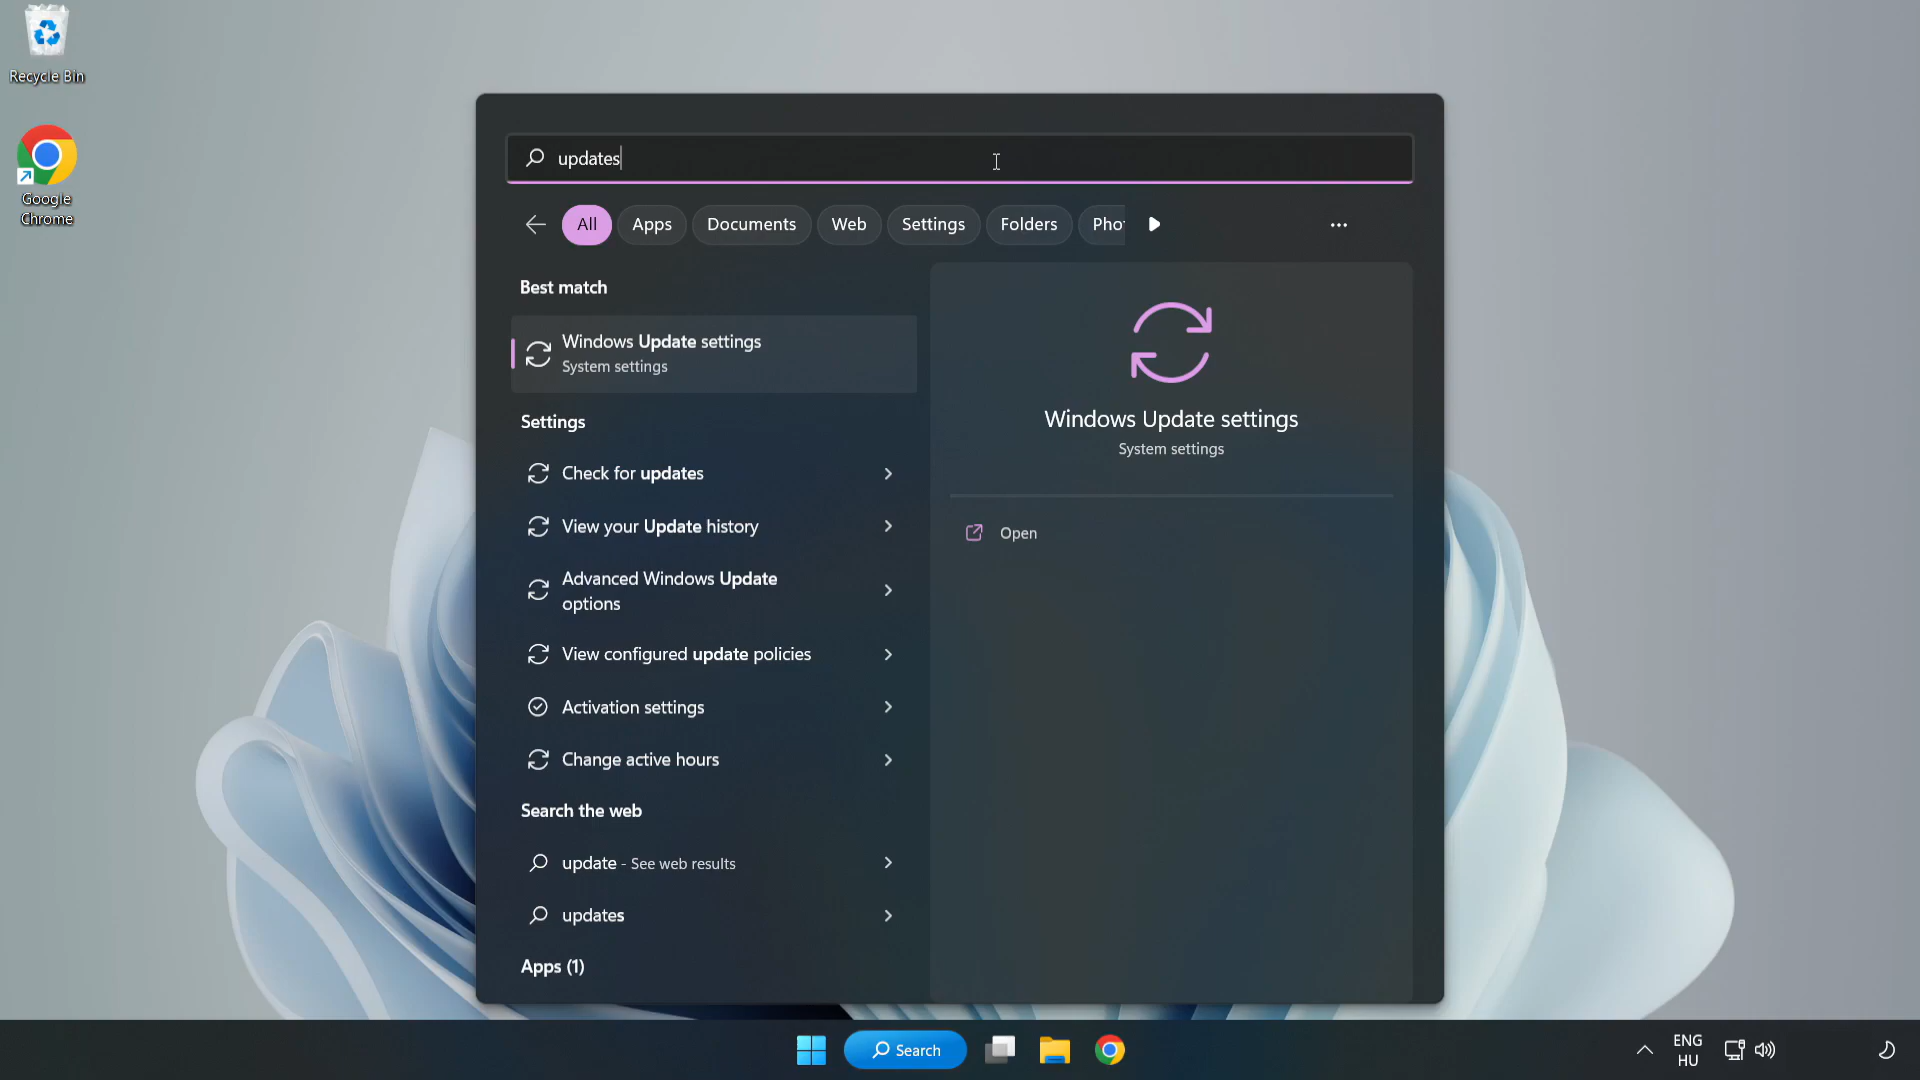 Recycle Bin
Google
Chrome
updates
All
Apps
Documents
Web
Settings
Folders
Pho
Best match
Windows Update settings
System settings
Settings
Check for updates
View your Update history
Advanced Windows Update
options
View configured update policies
Activation settings
Change active hours
Search the web
update - See web results
updates
Apps (1)
Windows Update settings
System settings
Open
Search
ENG
HU